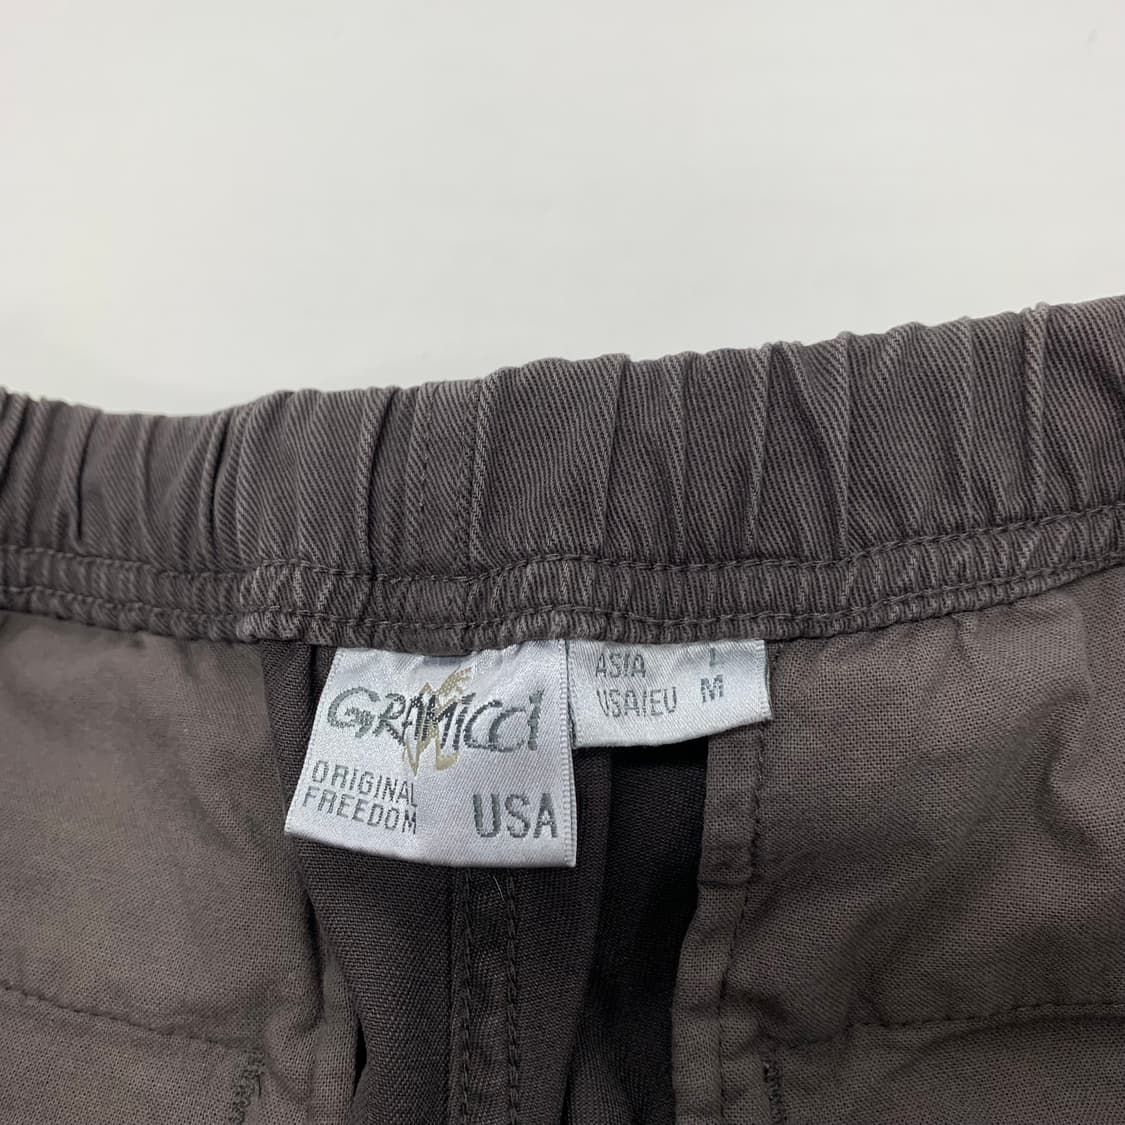 GRAMICCI
ORIGINAL
FREEDOM
USA
ASIA L
USA/EU M